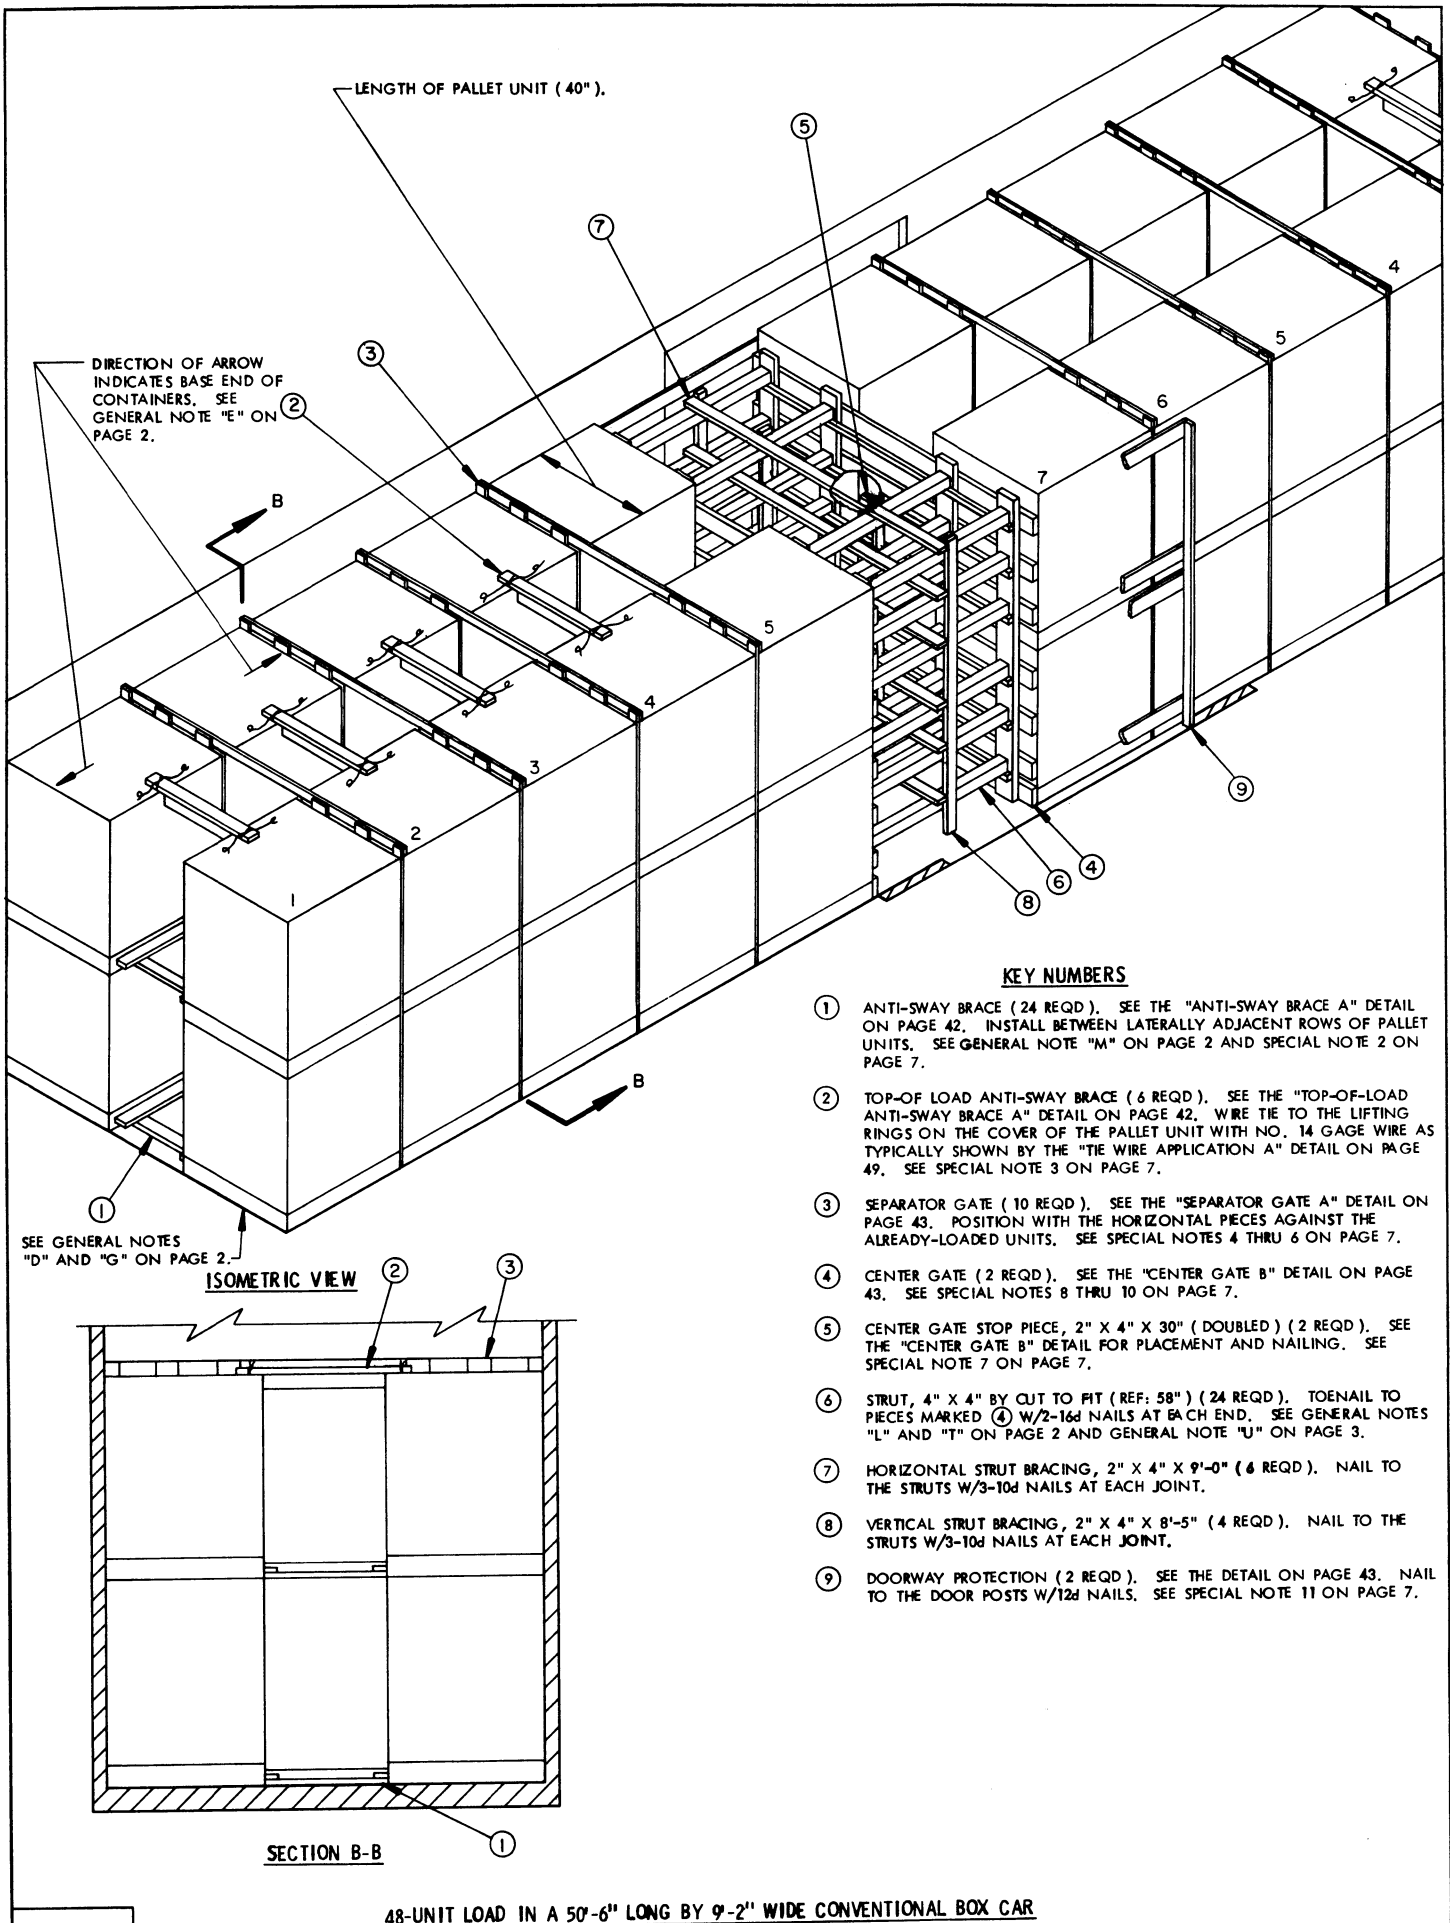 LENGTH OF PALLET UNIT (40").
5
7
DIRECTION OF ARROW
INDICATES BASE END OF
CONTAINERS. SEE
GENERAL NOTE "E" ON
PAGE 2.
3
2
B
4
5
6
7
5
4
3
2
1
9
4
6
8
B
1
SEE GENERAL NOTES
"D" AND "G" ON PAGE 2.
ISOMETRIC VIEW
2
3
1
SECTION B-B
KEY NUMBERS
1 ANTI-SWAY BRACE (24 REQD). SEE THE "ANTI-SWAY BRACE A" DETAIL
ON PAGE 42. INSTALL BETWEEN LATERALLY ADJACENT ROWS OF PALLET
UNITS. SEE GENERAL NOTE "M" ON PAGE 2 AND SPECIAL NOTE 2 ON
PAGE 7.
2 TOP-OF LOAD ANTI-SWAY BRACE (6 REQD). SEE THE "TOP-OF-LOAD
ANTI-SWAY BRACE A" DETAIL ON PAGE 42. WIRE TIE TO THE LIFTING
RINGS ON THE COVER OF THE PALLET UNIT WITH NO. 14 GAGE WIRE AS
TYPICALLY SHOWN BY THE "TIE WIRE APPLICATION A" DETAIL ON PAGE
49. SEE SPECIAL NOTE 3 ON PAGE 7.
3 SEPARATOR GATE (10 REQD). SEE THE "SEPARATOR GATE A" DETAIL ON
PAGE 43. POSITION WITH THE HORIZONTAL PIECES AGAINST THE
ALREADY-LOADED UNITS. SEE SPECIAL NOTES 4 THRU 6 ON PAGE 7.
4 CENTER GATE (2 REQD). SEE THE "CENTER GATE B" DETAIL ON PAGE
43. SEE SPECIAL NOTES 8 THRU 10 ON PAGE 7.
5 CENTER GATE STOP PIECE, 2" X 4" X 30" (DOUBLED) (2 REQD). SEE
THE "CENTER GATE B" DETAIL FOR PLACEMENT AND NAILING. SEE
SPECIAL NOTE 7 ON PAGE 7.
6 STRUT, 4" X 4" BY CUT TO FIT (REF: 58") (24 REQD). TOENAIL TO
PIECES MARKED 4 W/2-16d NAILS AT EACH END. SEE GENERAL NOTES
"L" AND "T" ON PAGE 2 AND GENERAL NOTE "U" ON PAGE 3.
7 HORIZONTAL STRUT BRACING, 2" X 4" X 9'-0" (6 REQD). NAIL TO
THE STRUTS W/3-10d NAILS AT EACH JOINT.
8 VERTICAL STRUT BRACING, 2" X 4" X 8'-5" (4 REQD). NAIL TO THE
STRUTS W/3-10d NAILS AT EACH JOINT.
9 DOORWAY PROTECTION (2 REQD). SEE THE DETAIL ON PAGE 43. NAIL
TO THE DOOR POSTS W/12d NAILS. SEE SPECIAL NOTE 11 ON PAGE 7.
48-UNIT LOAD IN A 50'-6" LONG BY 9'-2" WIDE CONVENTIONAL BOX CAR